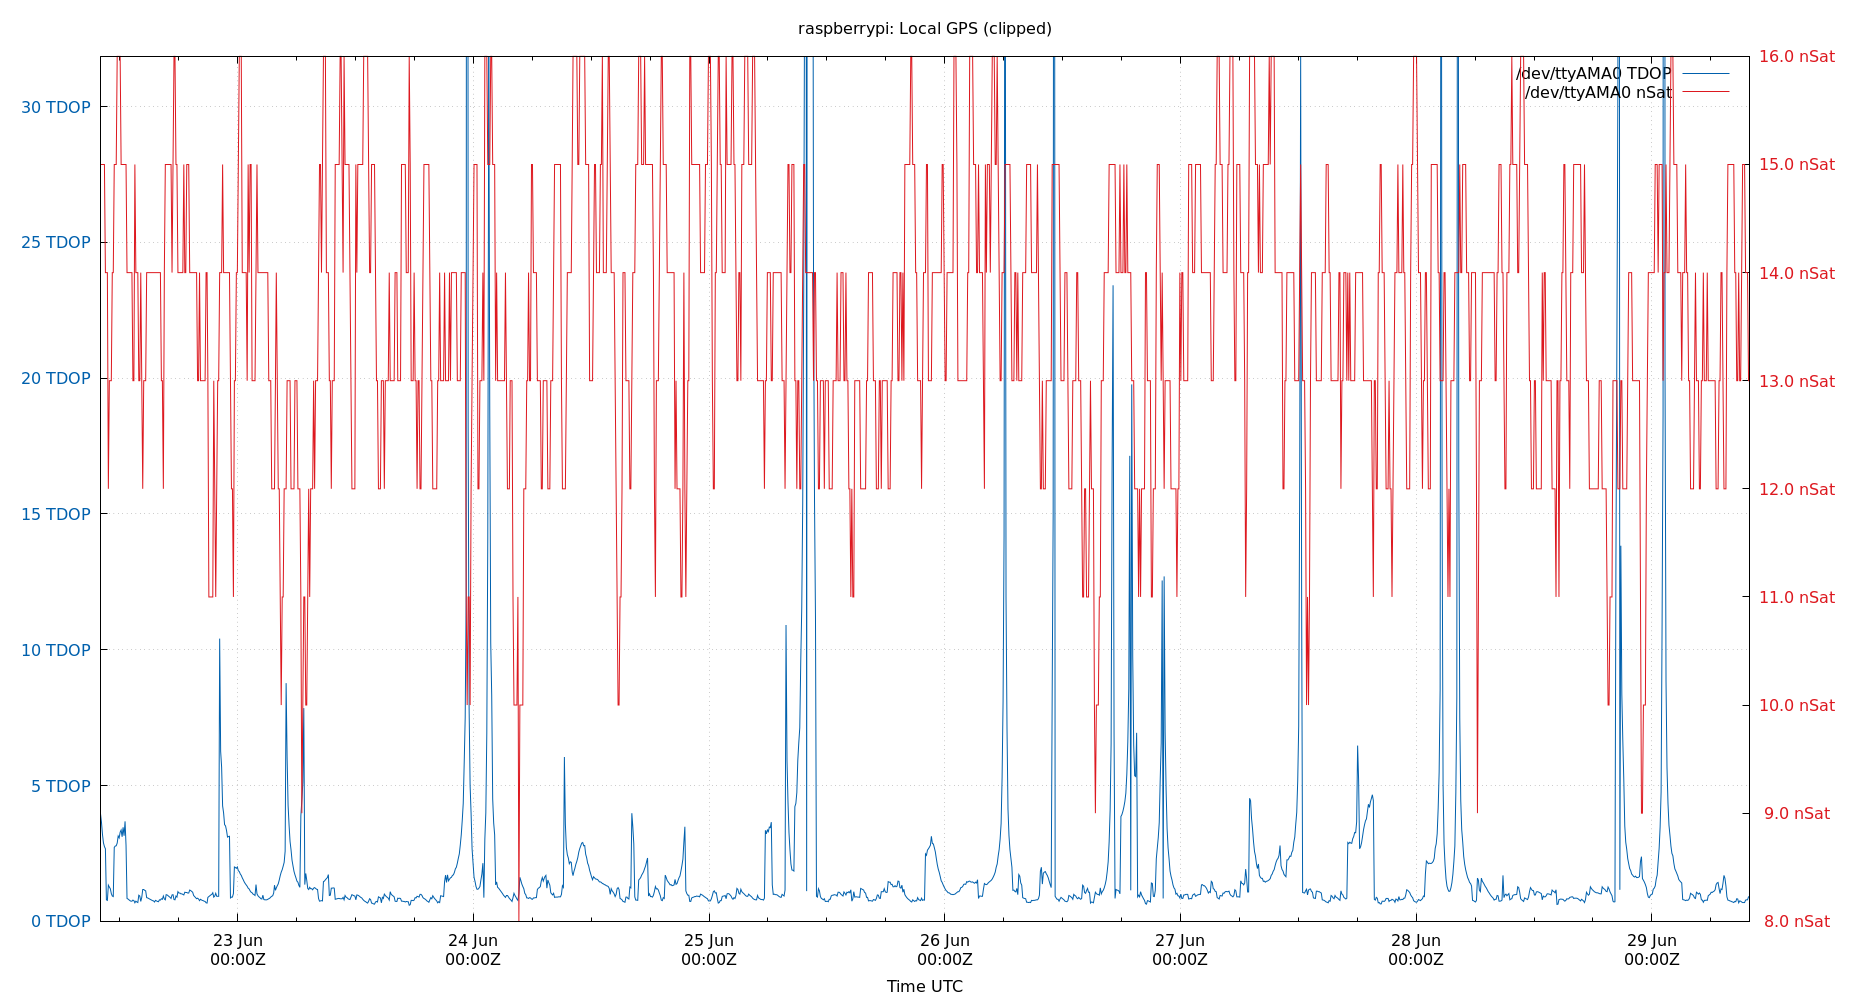 raspberrypi: Local GPS (clipped)
/dev/ttyAMA0 TDOP
/dev/ttyAMA0 nSat
30 TDOP
25 TDOP
20 TDOP
15 TDOP
10 TDOP
5 TDOP
0 TDOP
16.0 nSat
15.0 nSat
14.0 nSat
13.0 nSat
12.0 nSat
11.0 nSat
10.0 nSat
9.0 nSat
8.0 nSat
23 Jun 24 Jun 25 Jun 26 Jun 27 Jun 28 Jun 29 Jun
00:00Z 00:00Z 00:00Z 00:00Z 00:00Z 00:00Z 00:00Z
Time UTC